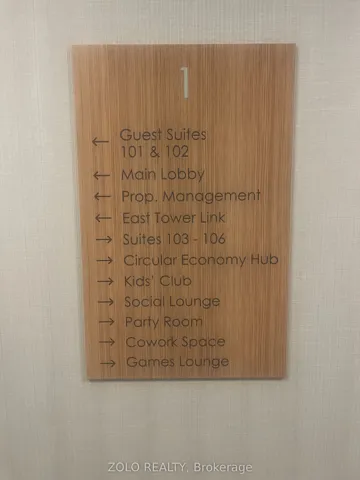 1
← Guest Suites
101 & 102
← Main Lobby
← Prop. Management
← East Tower Link
→ Suites 103 - 106
→ Circular Economy Hub
→ Kids' Club
→ Social Lounge
→ Party Room
→ Cowork Space
→ Games Lounge
ZOLO REALTY, Brokerage